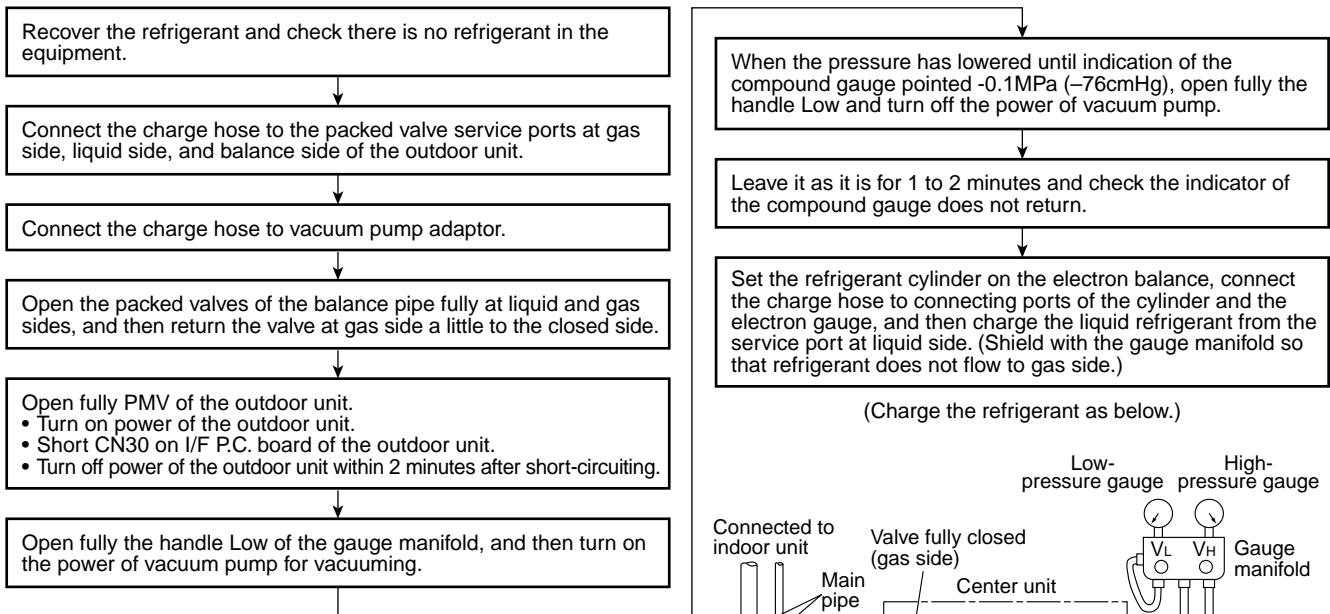 Recover the refrigerant and check there is no refrigerant in the
equipment.
Connect the charge hose to the packed valve service ports at gas
side, liquid side, and balance side of the outdoor unit.
Connect the charge hose to vacuum pump adaptor.
Open the packed valves of the balance pipe fully at liquid and gas
sides, and then return the valve at gas side a little to the closed side.
Open fully PMV of the outdoor unit.
• Turn on power of the outdoor unit.
• Short CN30 on I/F P.C. board of the outdoor unit.
• Turn off power of the outdoor unit within 2 minutes after short-circuiting.
Open fully the handle Low of the gauge manifold, and then turn on
the power of vacuum pump for vacuuming.
When the pressure has lowered until indication of the
compound gauge pointed -0.1MPa (–76cmHg), open fully the
handle Low and turn off the power of vacuum pump.
Leave it as it is for 1 to 2 minutes and check the indicator of
the compound gauge does not return.
Set the refrigerant cylinder on the electron balance, connect
the charge hose to connecting ports of the cylinder and the
electron gauge, and then charge the liquid refrigerant from the
service port at liquid side. (Shield with the gauge manifold so
that refrigerant does not flow to gas side.)
(Charge the refrigerant as below.)
Low-
pressure gauge
High-
pressure gauge
Connected to
indoor unit
Valve fully closed
(gas side)
VL VH
Gauge
manifold
Main
pipe
Center unit